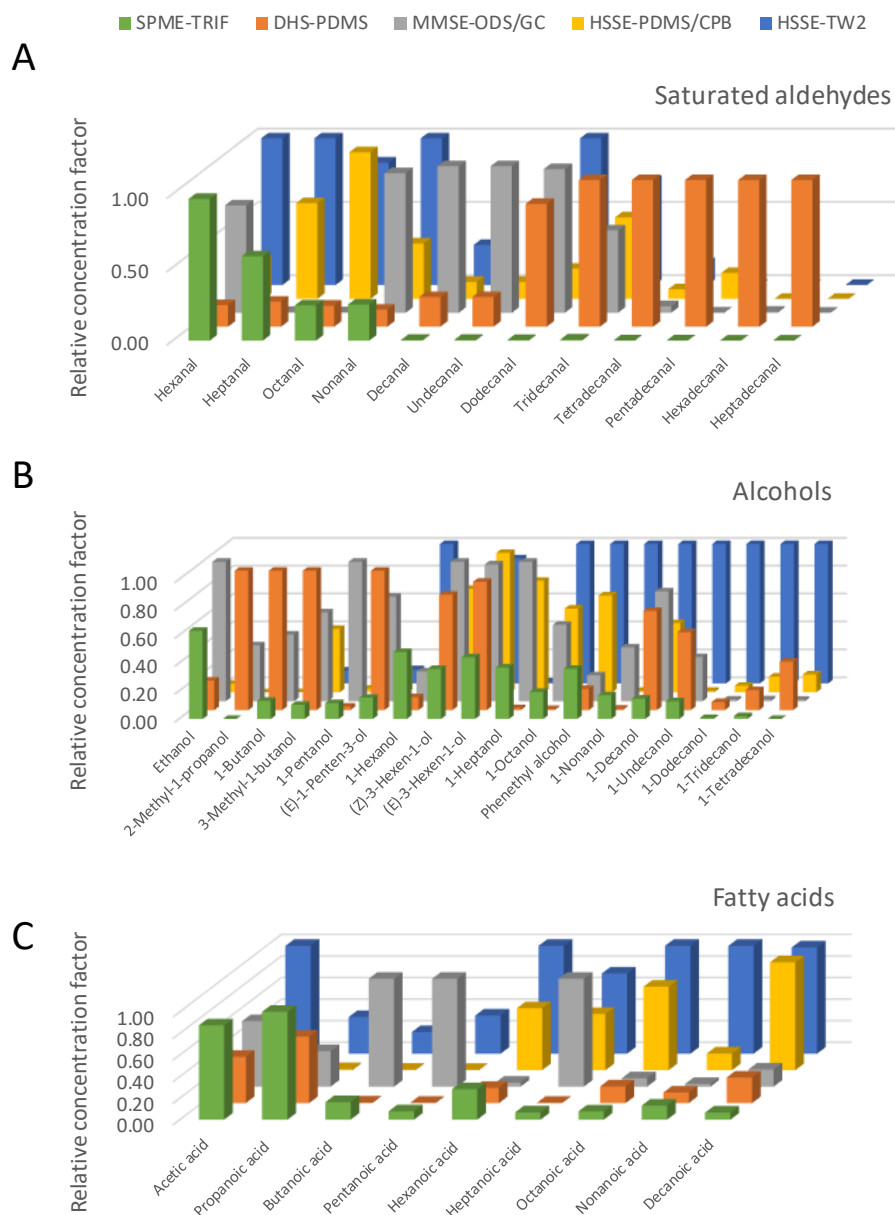 SPME-TRIF DHS-PDMS MMSE-ODS/GC HSSE-PDMS/CPB HSSE-TW2
A
Saturated aldehydes
Relative concentration factor
1.00
0.50
0.00
Hexanal
Heptanal
Octanal
Nonanal
Decanal
Undecanal
Dodecanal
Tridecanal
Tetradecanal
Pentadecanal
Hexadecanal
Heptadecanal
B
Alcohols
Relative concentration factor
1.00
0.80
0.60
0.40
0.20
0.00
Ethanol
2-Methyl-1-propanol
1-Butanol
3-Methyl-1-butanol
1-Pentanol
(E)-1-Penten-3-ol
1-Hexanol
(Z)-3-Hexen-1-ol
(E)-3-Hexen-1-ol
1-Heptanol
1-Octanol
Phenethyl alcohol
1-Nonanol
1-Decanol
1-Undecanol
1-Dodecanol
1-Tridecanol
1-Tetradecanol
C
Fatty acids
Relative concentration factor
1.00
0.80
0.60
0.40
0.20
0.00
Acetic acid
Propanoic acid
Butanoic acid
Pentanoic acid
Hexanoic acid
Heptanoic acid
Octanoic acid
Nonanoic acid
Decanoic acid